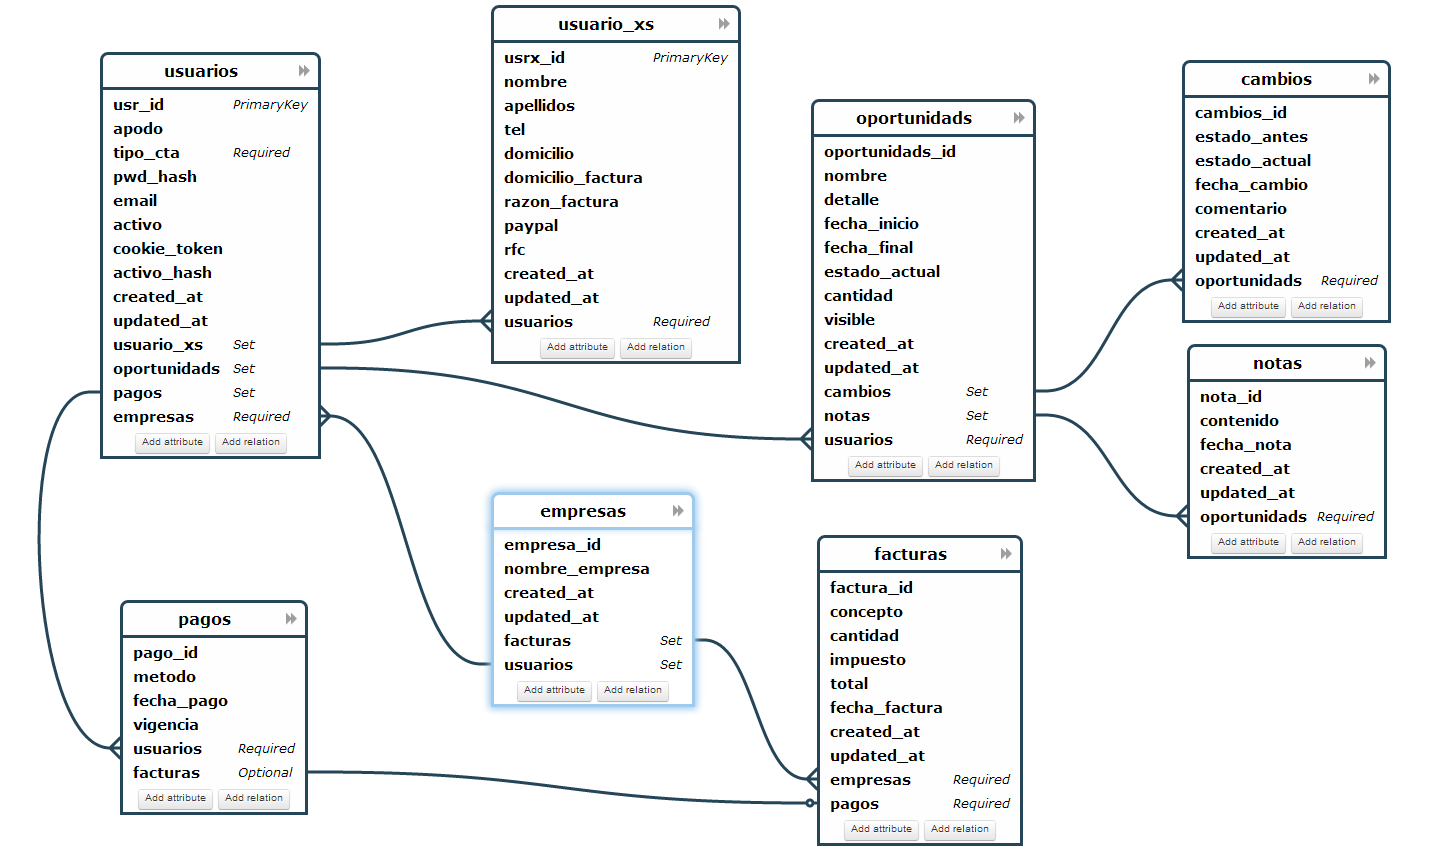 usuarios
usr_id PrimaryKey
apodo
tipo_cta Required
pwd_hash
email
activo
cookie_token
activo_hash
created_at
updated_at
usuario_xs Set
oportunidads Set
pagos Set
empresas Required
Add attribute Add relation
usuario_xs
usrx_id PrimaryKey
nombre
apellidos
tel
domicilio
domicilio_factura
razon_factura
paypal
rfc
created_at
updated_at
usuarios Required
Add attribute Add relation
oportunidads
oportunidads_id
nombre
detalle
fecha_inicio
fecha_final
estado_actual
cantidad
visible
created_at
updated_at
cambios Set
notas Set
usuarios Required
Add attribute Add relation
cambios
cambios_id
estado_antes
estado_actual
fecha_cambio
comentario
created_at
updated_at
oportunidads Required
Add attribute Add relation
notas
nota_id
contenido
fecha_nota
created_at
updated_at
oportunidads Required
Add attribute Add relation
empresas
empresa_id
nombre_empresa
created_at
updated_at
facturas Set
usuarios Set
Add attribute Add relation
facturas
factura_id
concepto
cantidad
impuesto
total
fecha_factura
created_at
updated_at
empresas Required
pagos Required
Add attribute Add relation
pagos
pago_id
metodo
fecha_pago
vigencia
usuarios Required
facturas Optional
Add attribute Add relation